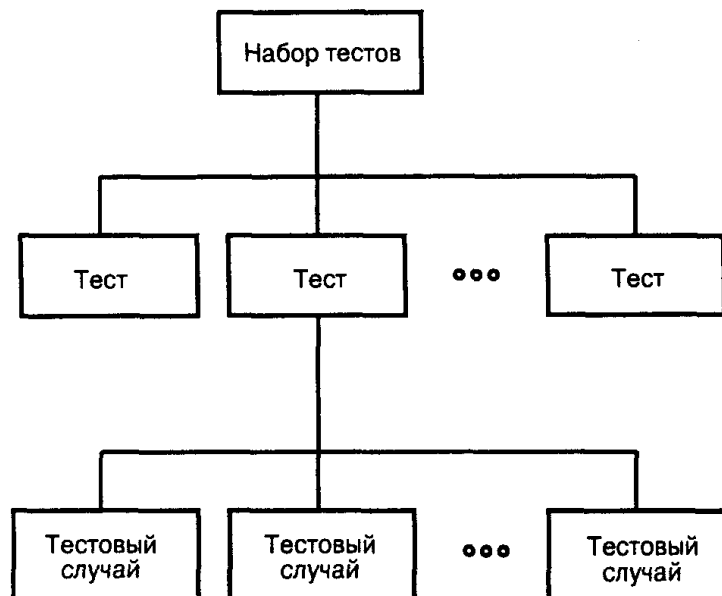 Набор тестов
Тест
Тест
Тест
Тестовый
случай
Тестовый
случай
Тестовый
случай